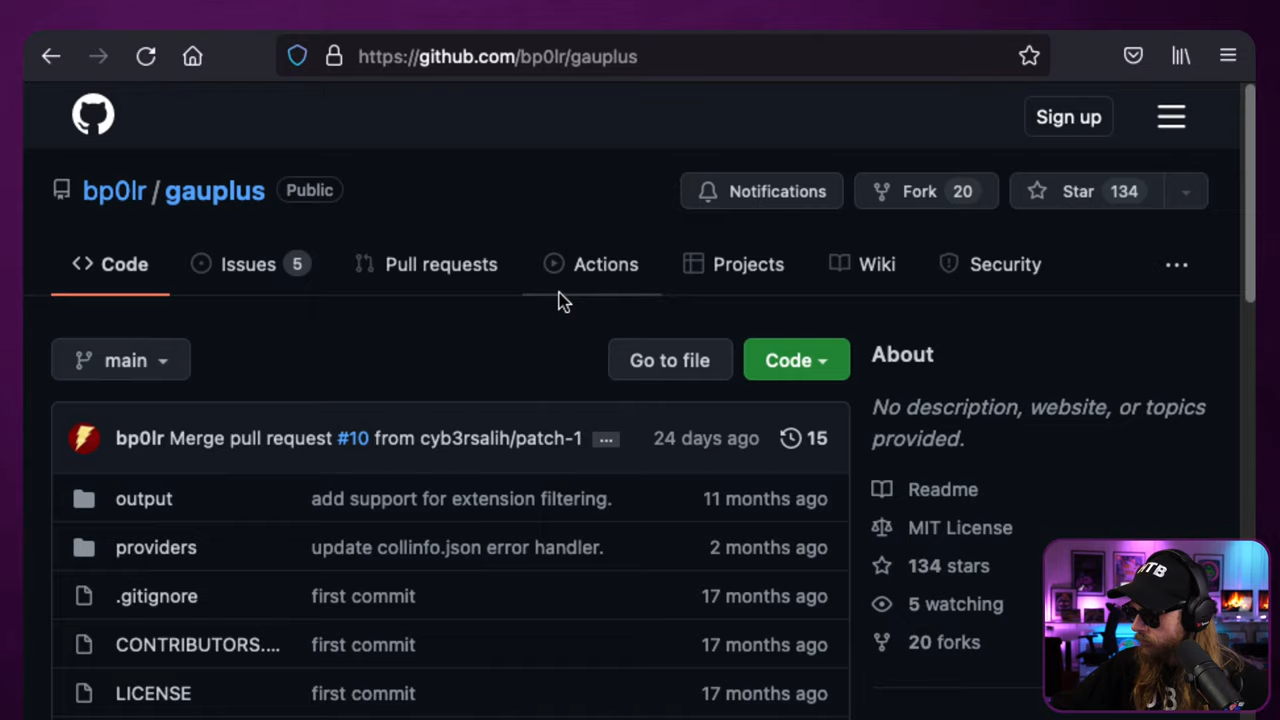 https://github.com/bp0lr/gauplus
Sign up
bp0lr / gauplus Public
Notifications Fork 20 Star 134
Code Issues 5 Pull requests Actions Projects Wiki Security ...
main Go to file Code
About
No description, website, or topics
provided.
bp0lr Merge pull request #10 from cyb3rsalih/patch-1 ... 24 days ago 15
output add support for extension filtering. 11 months ago
providers update collinfo.json error handler. 2 months ago
.gitignore first commit 17 months ago
CONTRIBUTORS.... first commit 17 months ago
LICENSE first commit 17 months ago
Readme
MIT License
134 stars
5 watching
20 forks